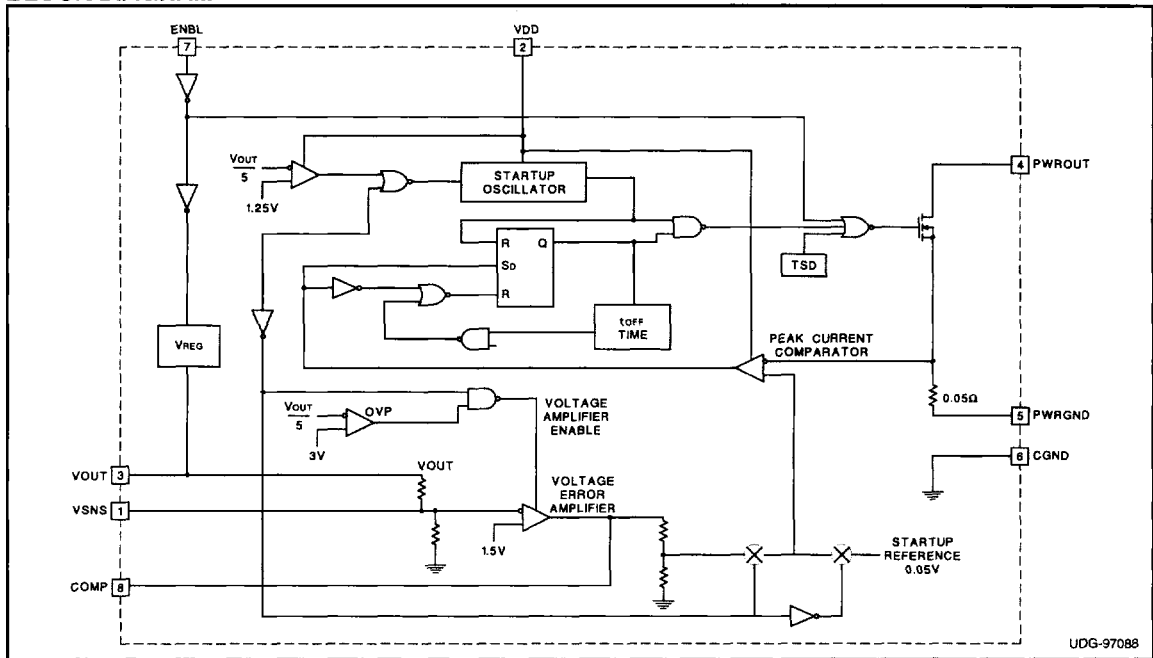 ENBL
7
VDD
2
VOUT
5
1.25V
STARTUP
OSCILLATOR
4
PWROUT
R
Q
SD
R
TSD
tOFF
TIME
PEAK CURRENT
COMPARATOR
VREG
0.05Ω
5
PWRGND
VOUT
5
OVP
3V
VOLTAGE
AMPLIFIER
ENABLE
6
CGND
VOUT
3
VOUT
VSNS
1
VOLTAGE
ERROR
AMPLIFIER
1.5V
STARTUP
REFERENCE
0.05V
COMP
8
UDG-97088